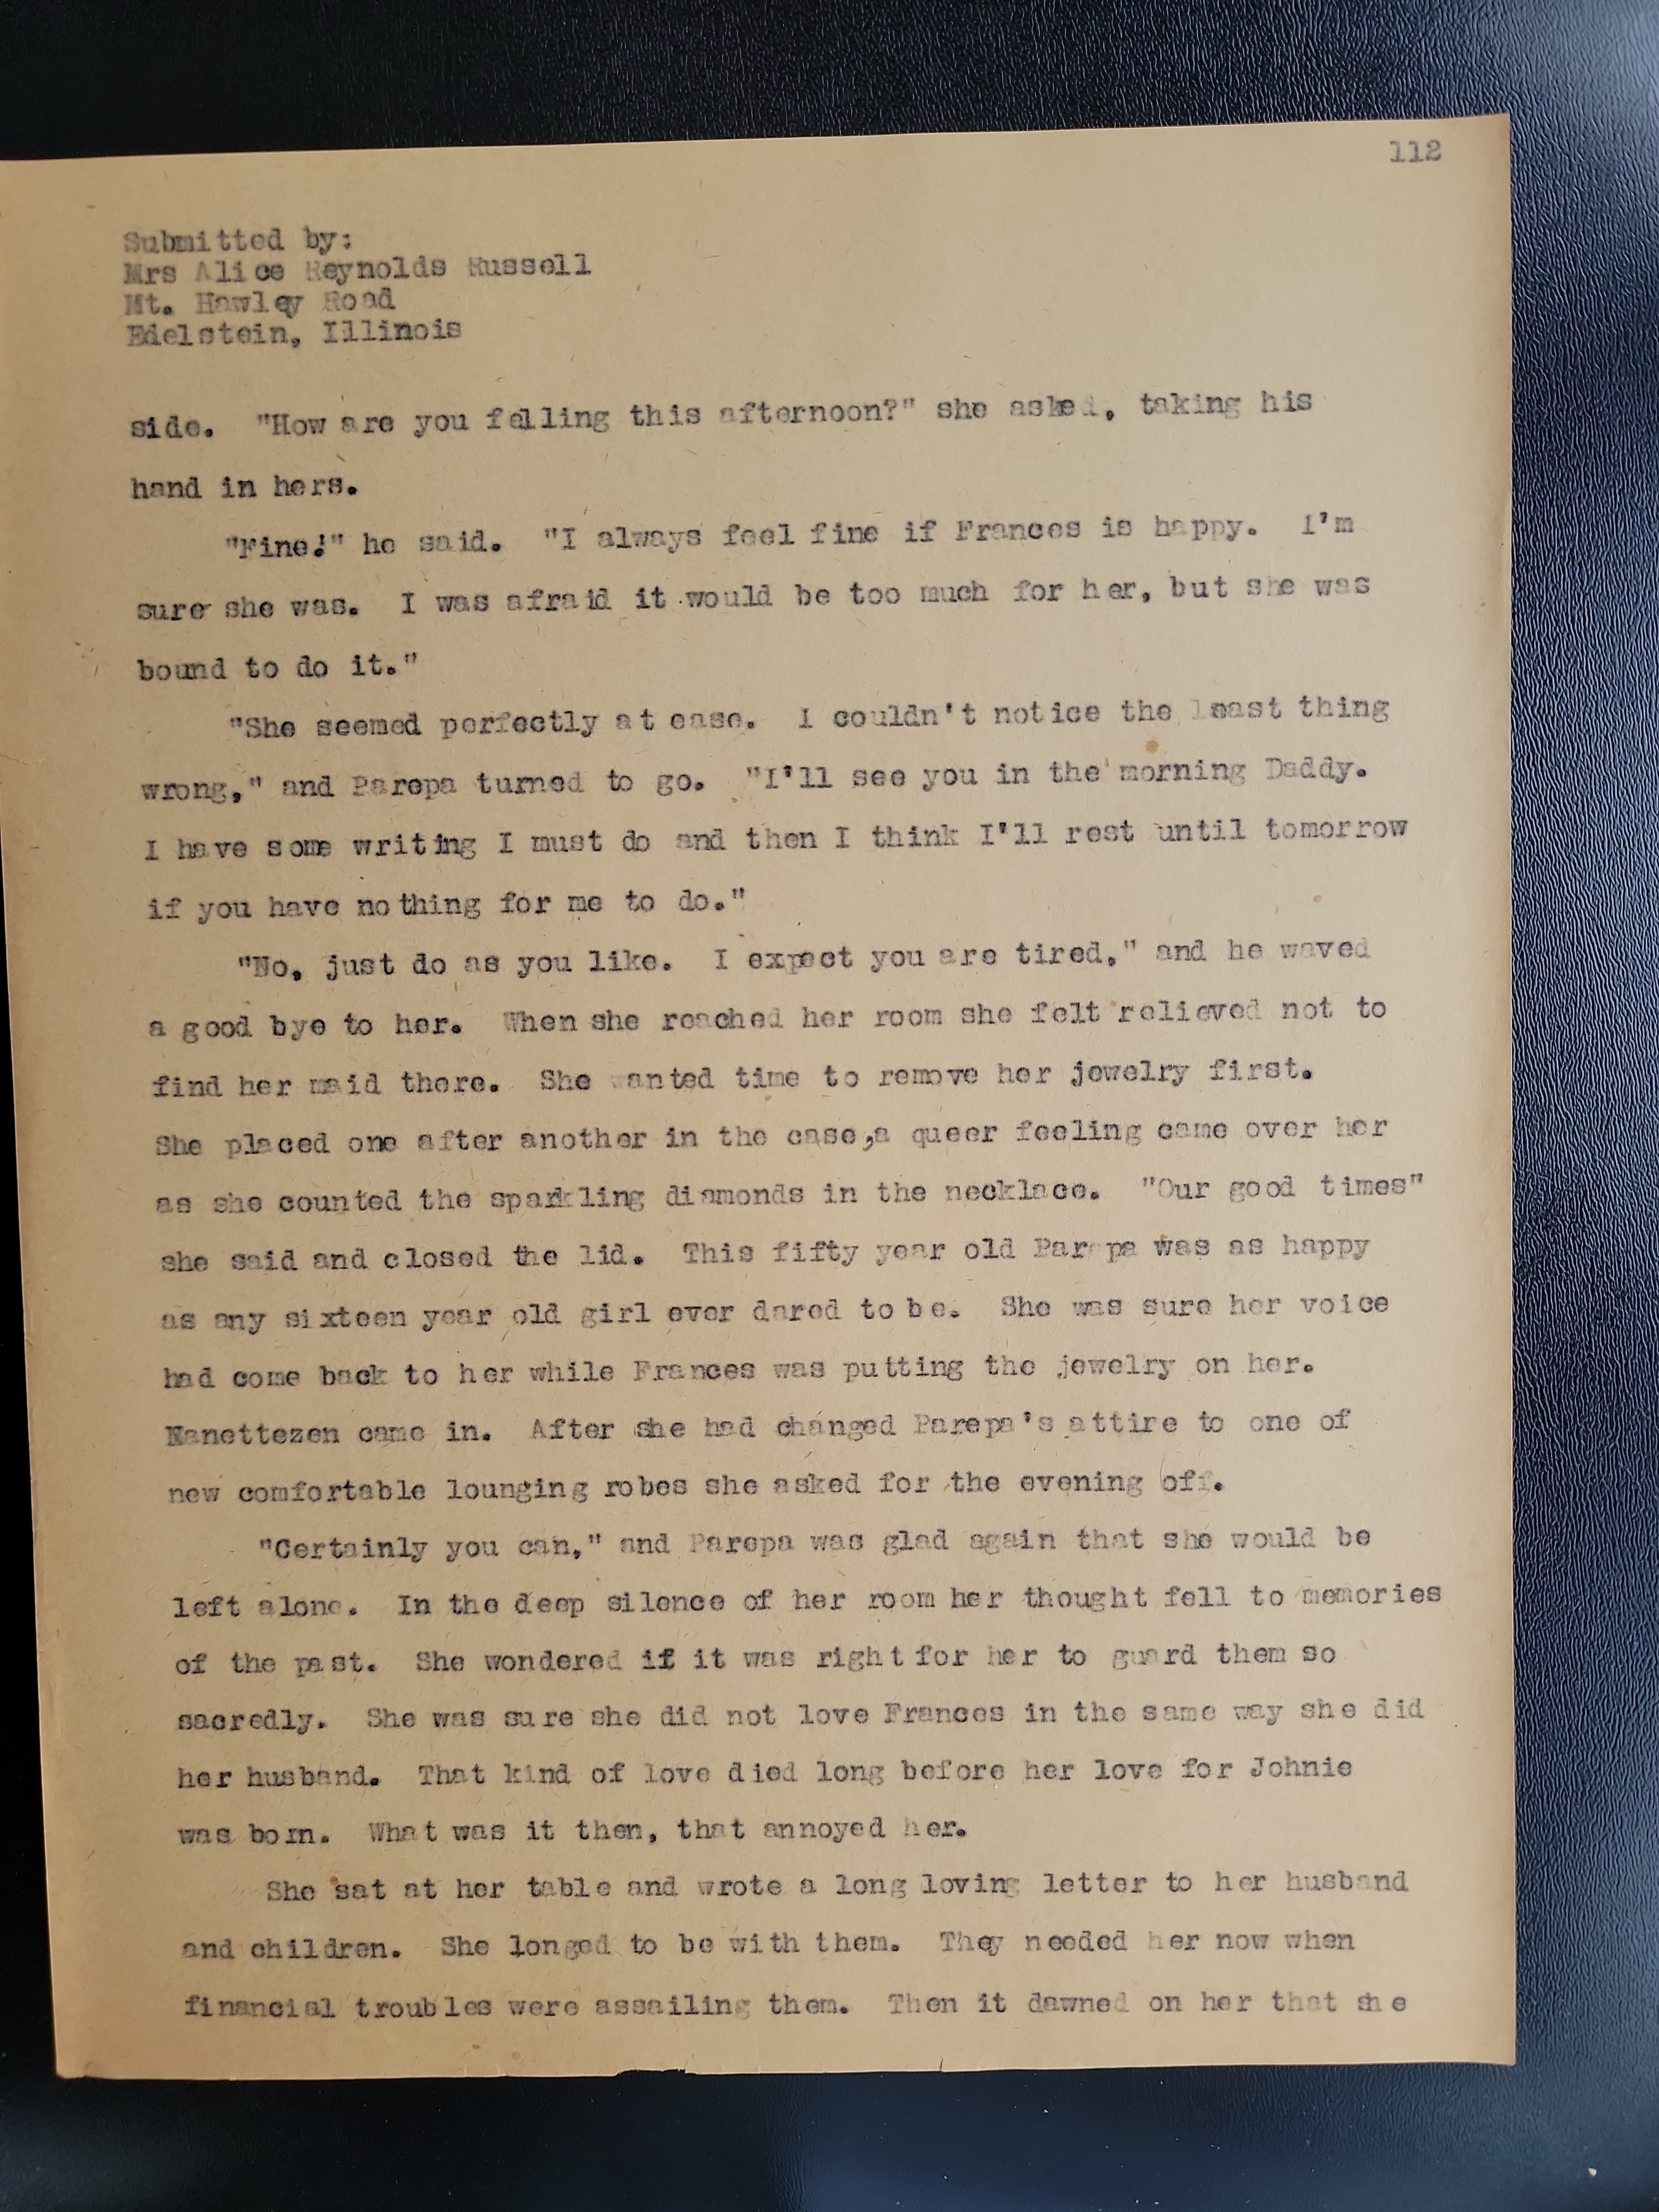 112
Submitted by:
Mrs Alice Reynolds Russell
Mt. Hawley Road
Edelstein, Illinois
side.  "How are you felling this afternoon?" she asked, taking his
hand in hers.
"Fine!" he said.  "I always feel fine if Frances is happy.  I'm
sure she was.  I was afraid it would be too much for her, but she was
bound to do it."
"She seemed perfectly at ease.  I couldn't notice the least thing
wrong," and Parepa turned to go.  "I'll see you in the morning Daddy.
I have some writing I must do and then I think I'll rest until tomorrow
if you have nothing for me to do."
"No, just do as you like.  I expect you are tired," and he waved
a good bye to her.  When she reached her room she felt relieved not to
find her maid there.  She wanted time to remove her jewelry first.
She placed one after another in the case,a queer feeling came over her
as she counted the sparkling diamonds in the necklace.  "Our good times"
she said and closed the lid.  This fifty year old Parepa was as happy
as any sixteen year old girl ever dared to be.  She was sure her voice
had come back to her while Frances was putting the jewelry on her.
Nanettezen came in.  After she had changed Parepa's attire to one of
new comfortable lounging robes she asked for the evening off.
"Certainly you can," and Parepa was glad again that she would be
left alone.  In the deep silence of her room her thought fell to memories
of the past.  She wondered if it was right for her to guard them so
sacredly.  She was sure she did not love Frances in the same way she did
her husband.  That kind of love died long before her love for Johnie
was born.  What was it then, that annoyed her.
She sat at her table and wrote a long loving letter to her husband
and children.  She longed to be with them.  They needed her now when
financial troubles were assailing them.  Then it dawned on her that she